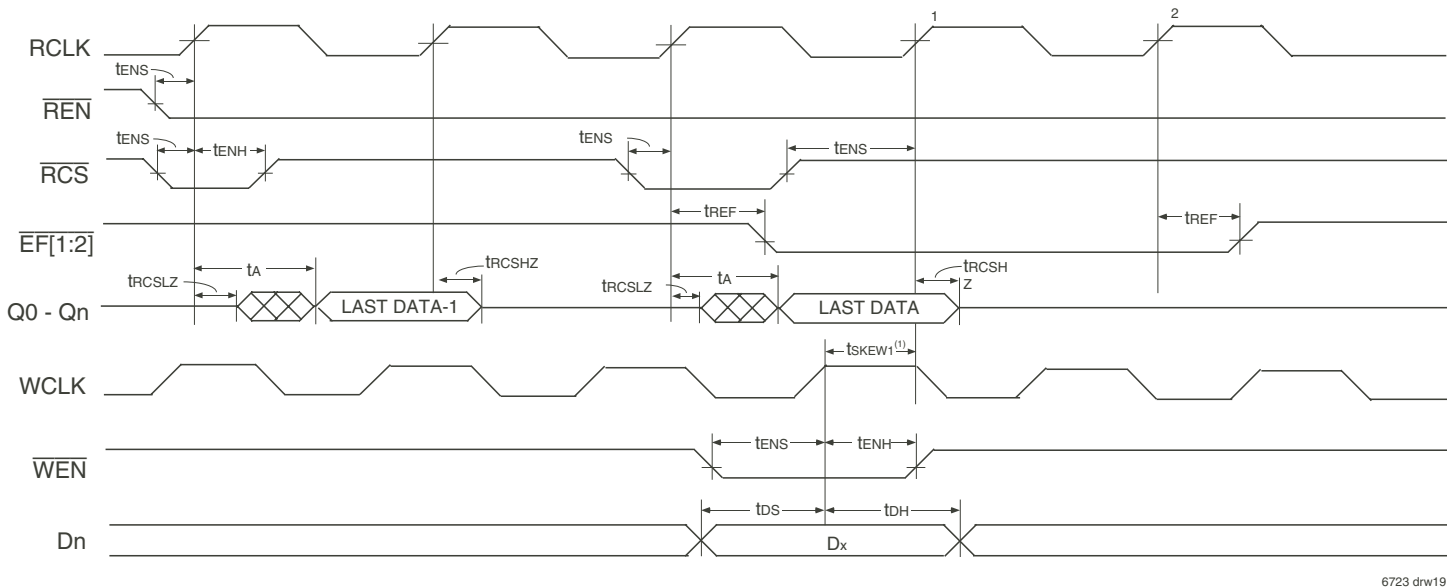 1
2
RCLK
tENS
REN
tENS
tENH
tENS
tENS
RCS
tREF
tREF
EF[1:2]
tRCSLZ
tA
tRCSHZ
tRCSLZ
tA
tRCSH
Z
Q0 - Qn
LAST DATA-1
LAST DATA
tSKEW1(1)
WCLK
tENS
tENH
WEN
tDS
tDH
Dn
Dx
6723 drw19